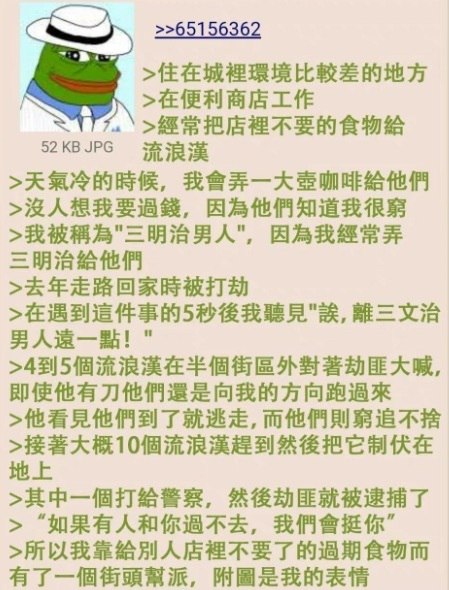 >>65156362
>住在城裡環境比較差的地方
>在便利商店工作
>經常把店裡不要的食物給
流浪漢
52 KB JPG
>天氣冷的時候，我會弄一大壺咖啡給他們
>沒人想我要過錢，因為他們知道我很窮
>我被稱為"三明治男人"，因為我經常弄
三明治給他們
>去年走路回家時被打劫
>在遇到這件事的5秒後我聽見"誒,離三文治
男人遠一點！"
>4到5個流浪漢在半個街區外對著劫匪大喊,
即使他有刀他們還是向我的方向跑過來
>他看見他們到了就逃走,而他們則窮追不捨
>接著大概10個流浪漢趕到然後把它制伏在
地上
>其中一個打給警察，然後劫匪就被逮捕了
>“如果有人和你過不去，我們會挺你”
>所以我靠給別人店裡不要了的過期食物而
有了一個街頭幫派，附圖是我的表情